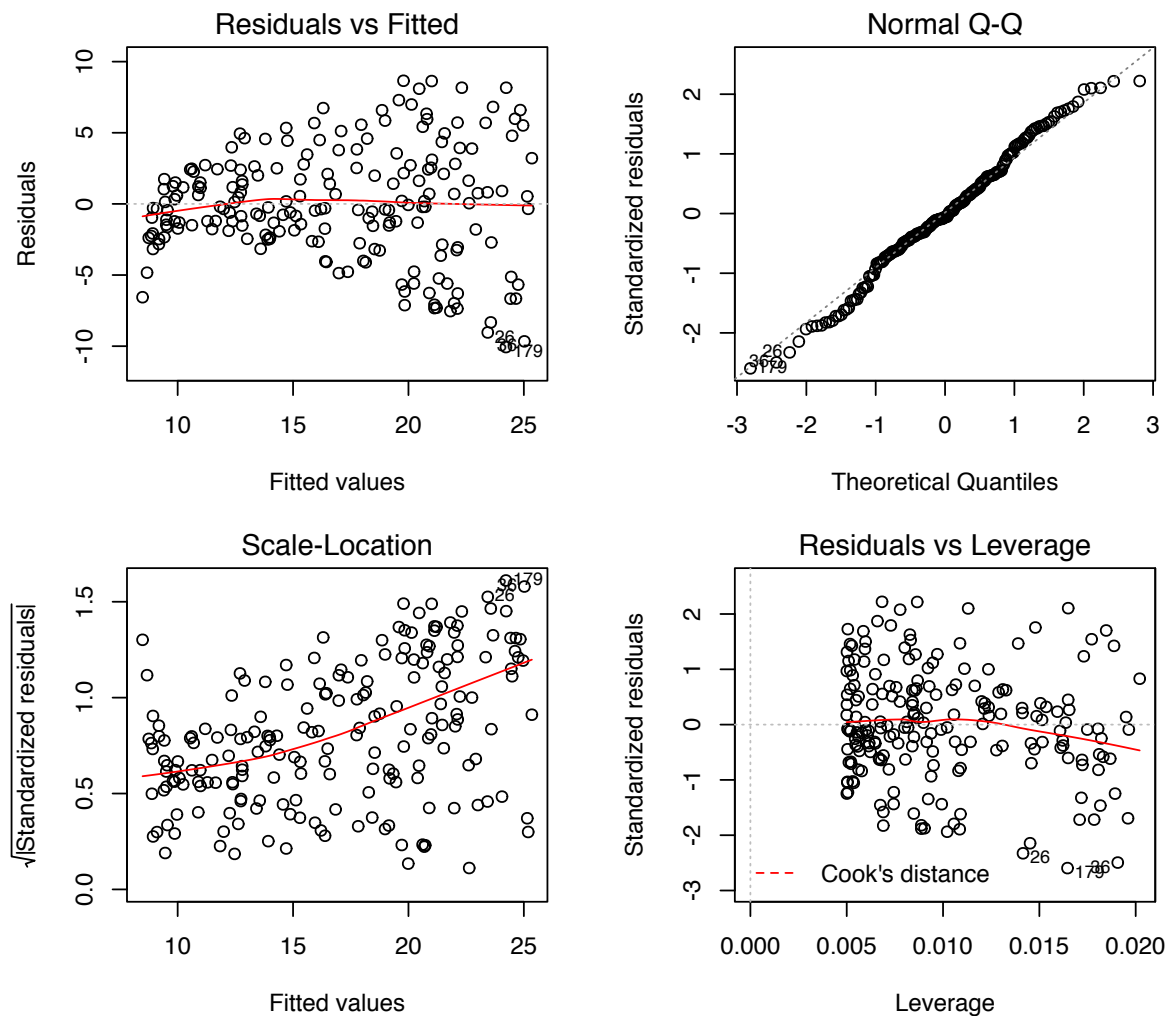 Residuals vs Fitted
Residuals
10
5
0
-5
-10
26
36
179
10 15 20 25
Fitted values
Normal Q-Q
Standardized residuals
2
1
0
-1
-2
26
36
179
-3 -2 -1 0 1 2 3
Theoretical Quantiles
Scale-Location
√|Standardized residuals|
1.5
1.0
0.5
0.0
36
179
26
10 15 20 25
Fitted values
Residuals vs Leverage
Standardized residuals
2
1
0
-1
-2
-3
26
179
36
Cook's distance
0.000 0.005 0.010 0.015 0.020
Leverage